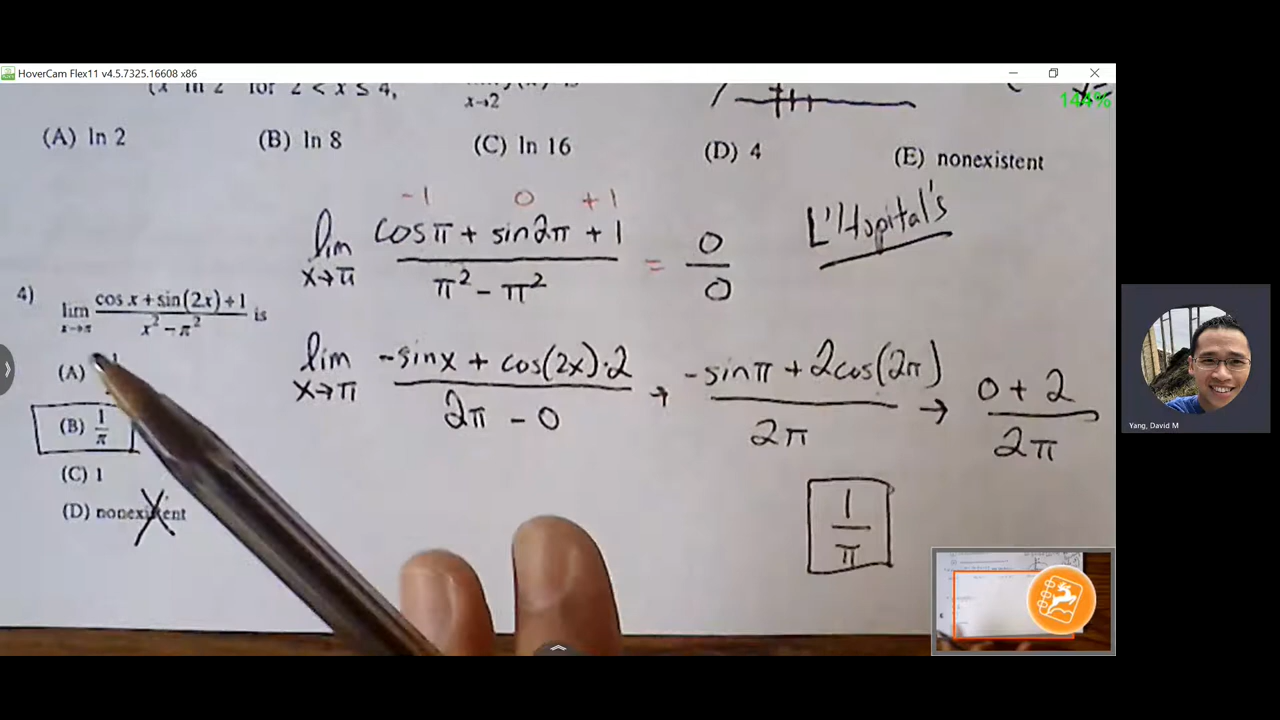 HoverCam Flex11 v4.5.7325.16608 x86
144%
for 2 < x ≤ 4,
x→2
(A) ln 2 (B) ln 8 (C) ln 16 (D) 4 (E) nonexistent
-1 0 +1
lim x→π (cos π + sin 2π + 1)/(π² - π²) = 0/0
L'Hospital's
4) lim x→π (cos x + sin(2x) + 1)/(x² - π²) is
lim x→π (-sin x + cos(2x)·2)/(2π - 0) → (-sin π + 2cos(2π))/(2π) → (0 + 2)/(2π)
(A)
(B) 1/π
(C) 1
(D) nonexistent
1/π
Yang, David M